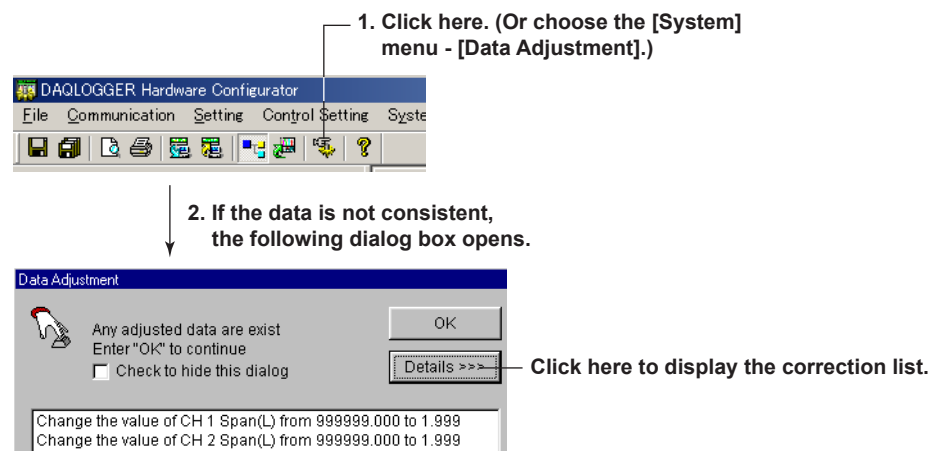 1. Click here. (Or choose the [System]
menu - [Data Adjustment].)
DAQLOGGER Hardware Configurator
File Communication Setting Control Setting Syste
2. If the data is not consistent,
the following dialog box opens.
Data Adjustment
Any adjusted data are exist
Enter "OK" to continue
Check to hide this dialog
OK
Details >>>
Click here to display the correction list.
Change the value of CH 1 Span(L) from 999999.000 to 1.999
Change the value of CH 2 Span(L) from 999999.000 to 1.999